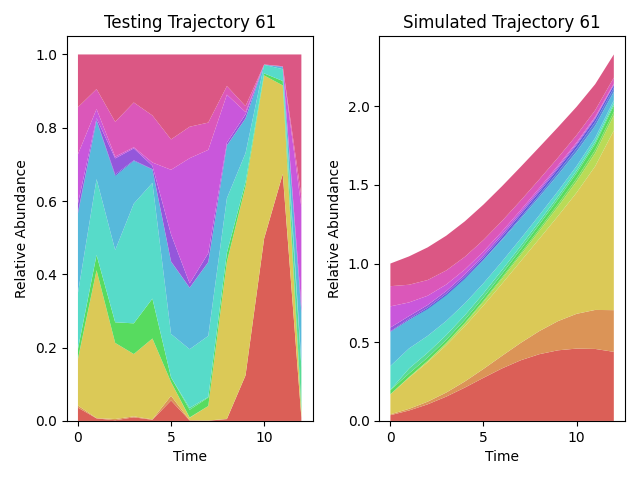 Testing Trajectory 61
Simulated Trajectory 61
Relative Abundance
1.0
0.8
0.6
0.4
0.2
0.0
0
5
10
Time
Relative Abundance
2.0
1.5
1.0
0.5
0.0
0
5
10
Time